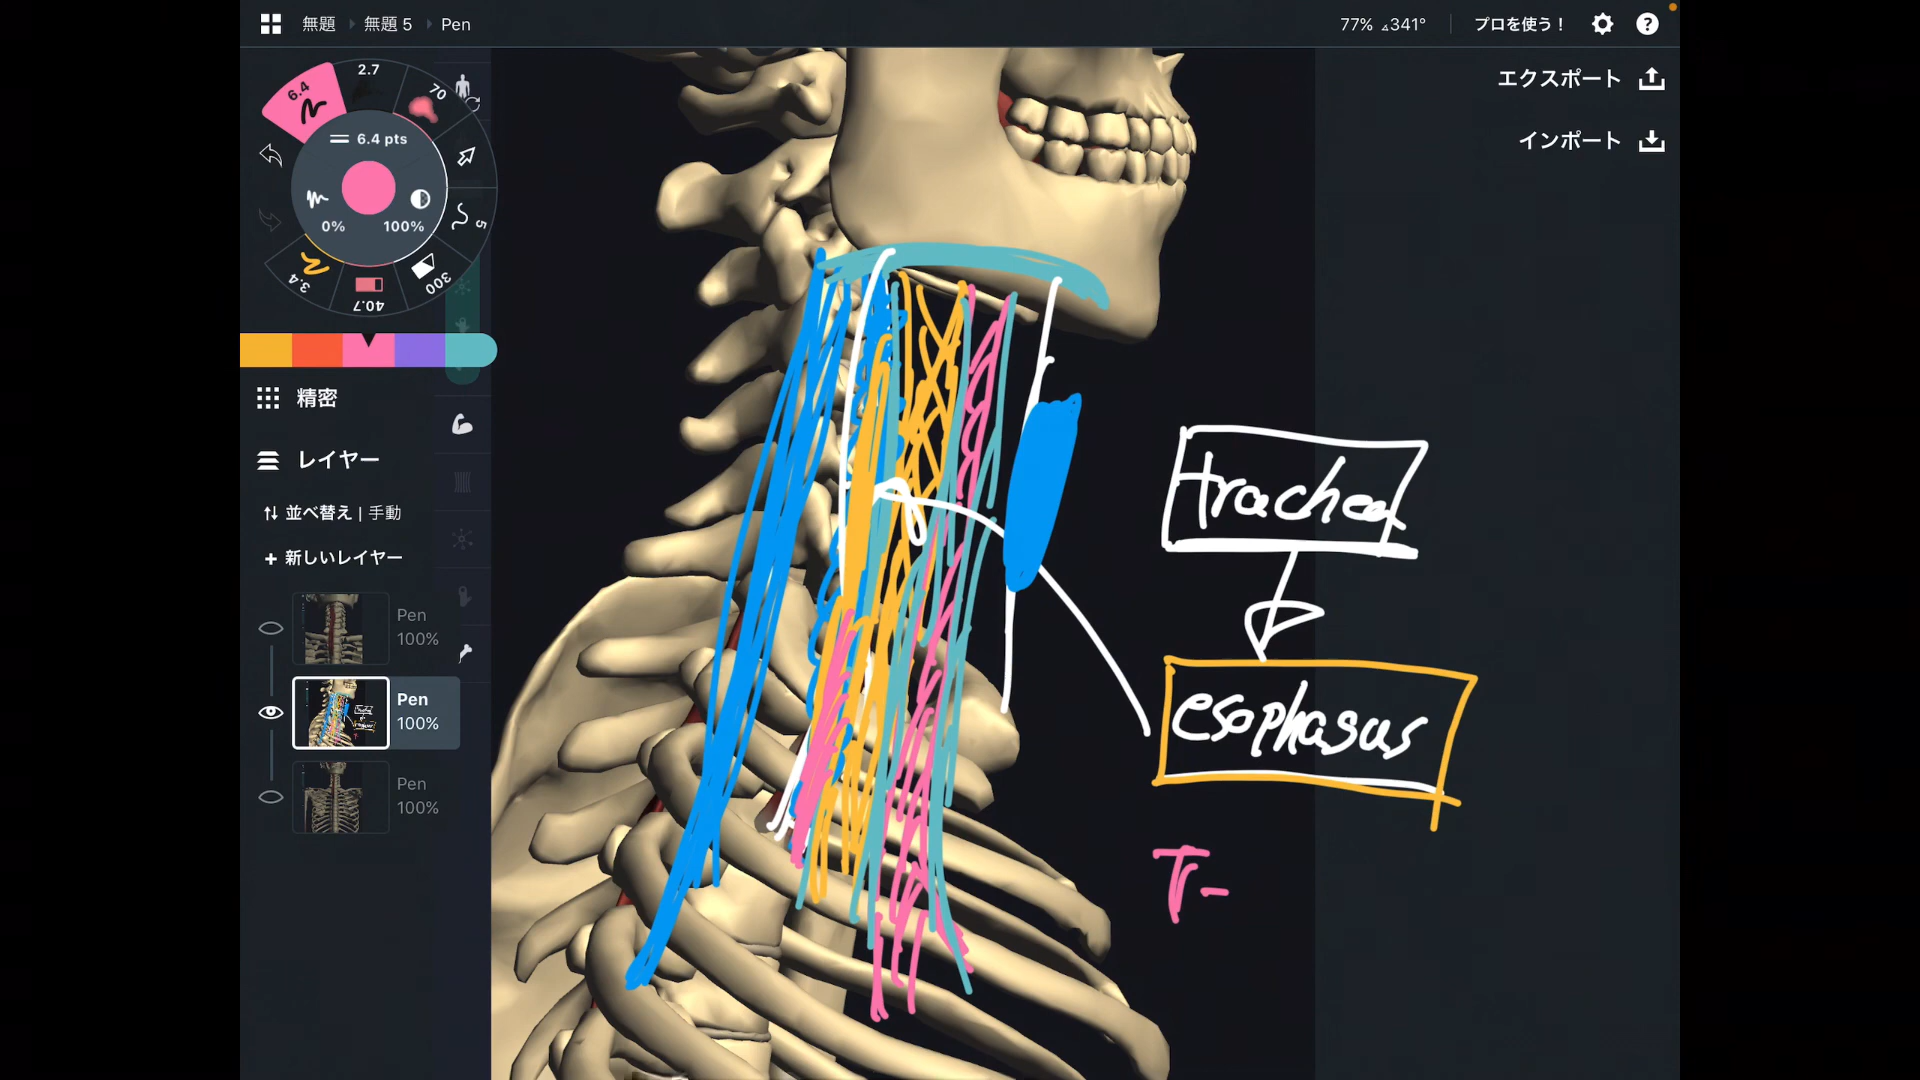 無題 無題 5 Pen
77% ⊿341° プロを使う！
エクスポート
インポート
2.7
6.4
70
6.4 pts
0% 100%
5
3.4
40.7
300
精密
レイヤー
並べ替え | 手動
+ 新しいレイヤー
Pen
100%
Pen
100%
Pen
100%
trachea
esophasus
Tr-